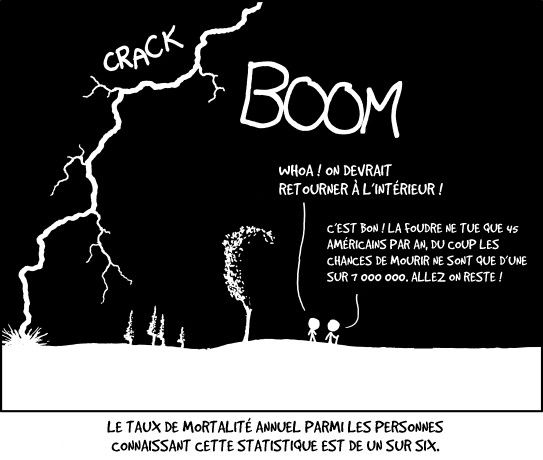 CRACK
BOOM
WHOA ! ON DEVRAIT
RETOURNER À L'INTÉRIEUR !
C'EST BON ! LA FOUDRE NE TUE QUE 45
AMÉRICAINS PAR AN, DU COUP LES
CHANCES DE MOURIR NE SONT QUE D'UNE
SUR 7 000 000. ALLEZ ON RESTE !
LE TAUX DE MORTALITÉ ANNUEL PARMI LES PERSONNES
CONNAISSANT CETTE STATISTIQUE EST DE UN SUR SIX.